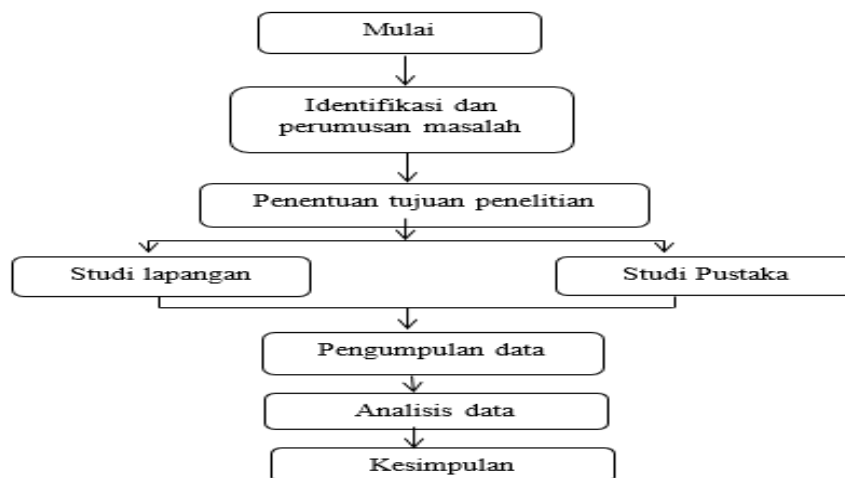 Mulai
Identifikasi dan
perumusan masalah
Penentuan tujuan penelitian
Studi lapangan
Studi Pustaka
Pengumpulan data
Analisis data
Kesimpulan